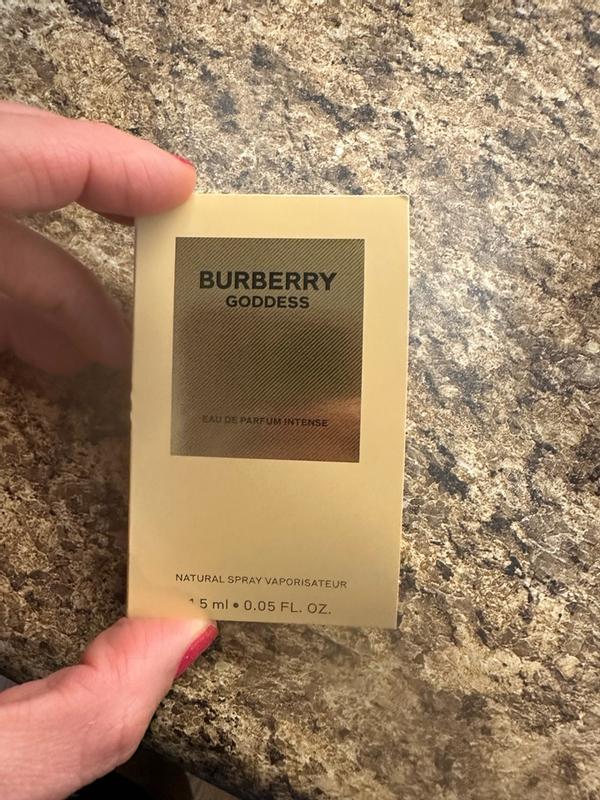 BURBERRY
GODDESS
EAU DE PARFUM INTENSE
NATURAL SPRAY VAPORISATEUR
1.5 ml • 0.05 FL. OZ.